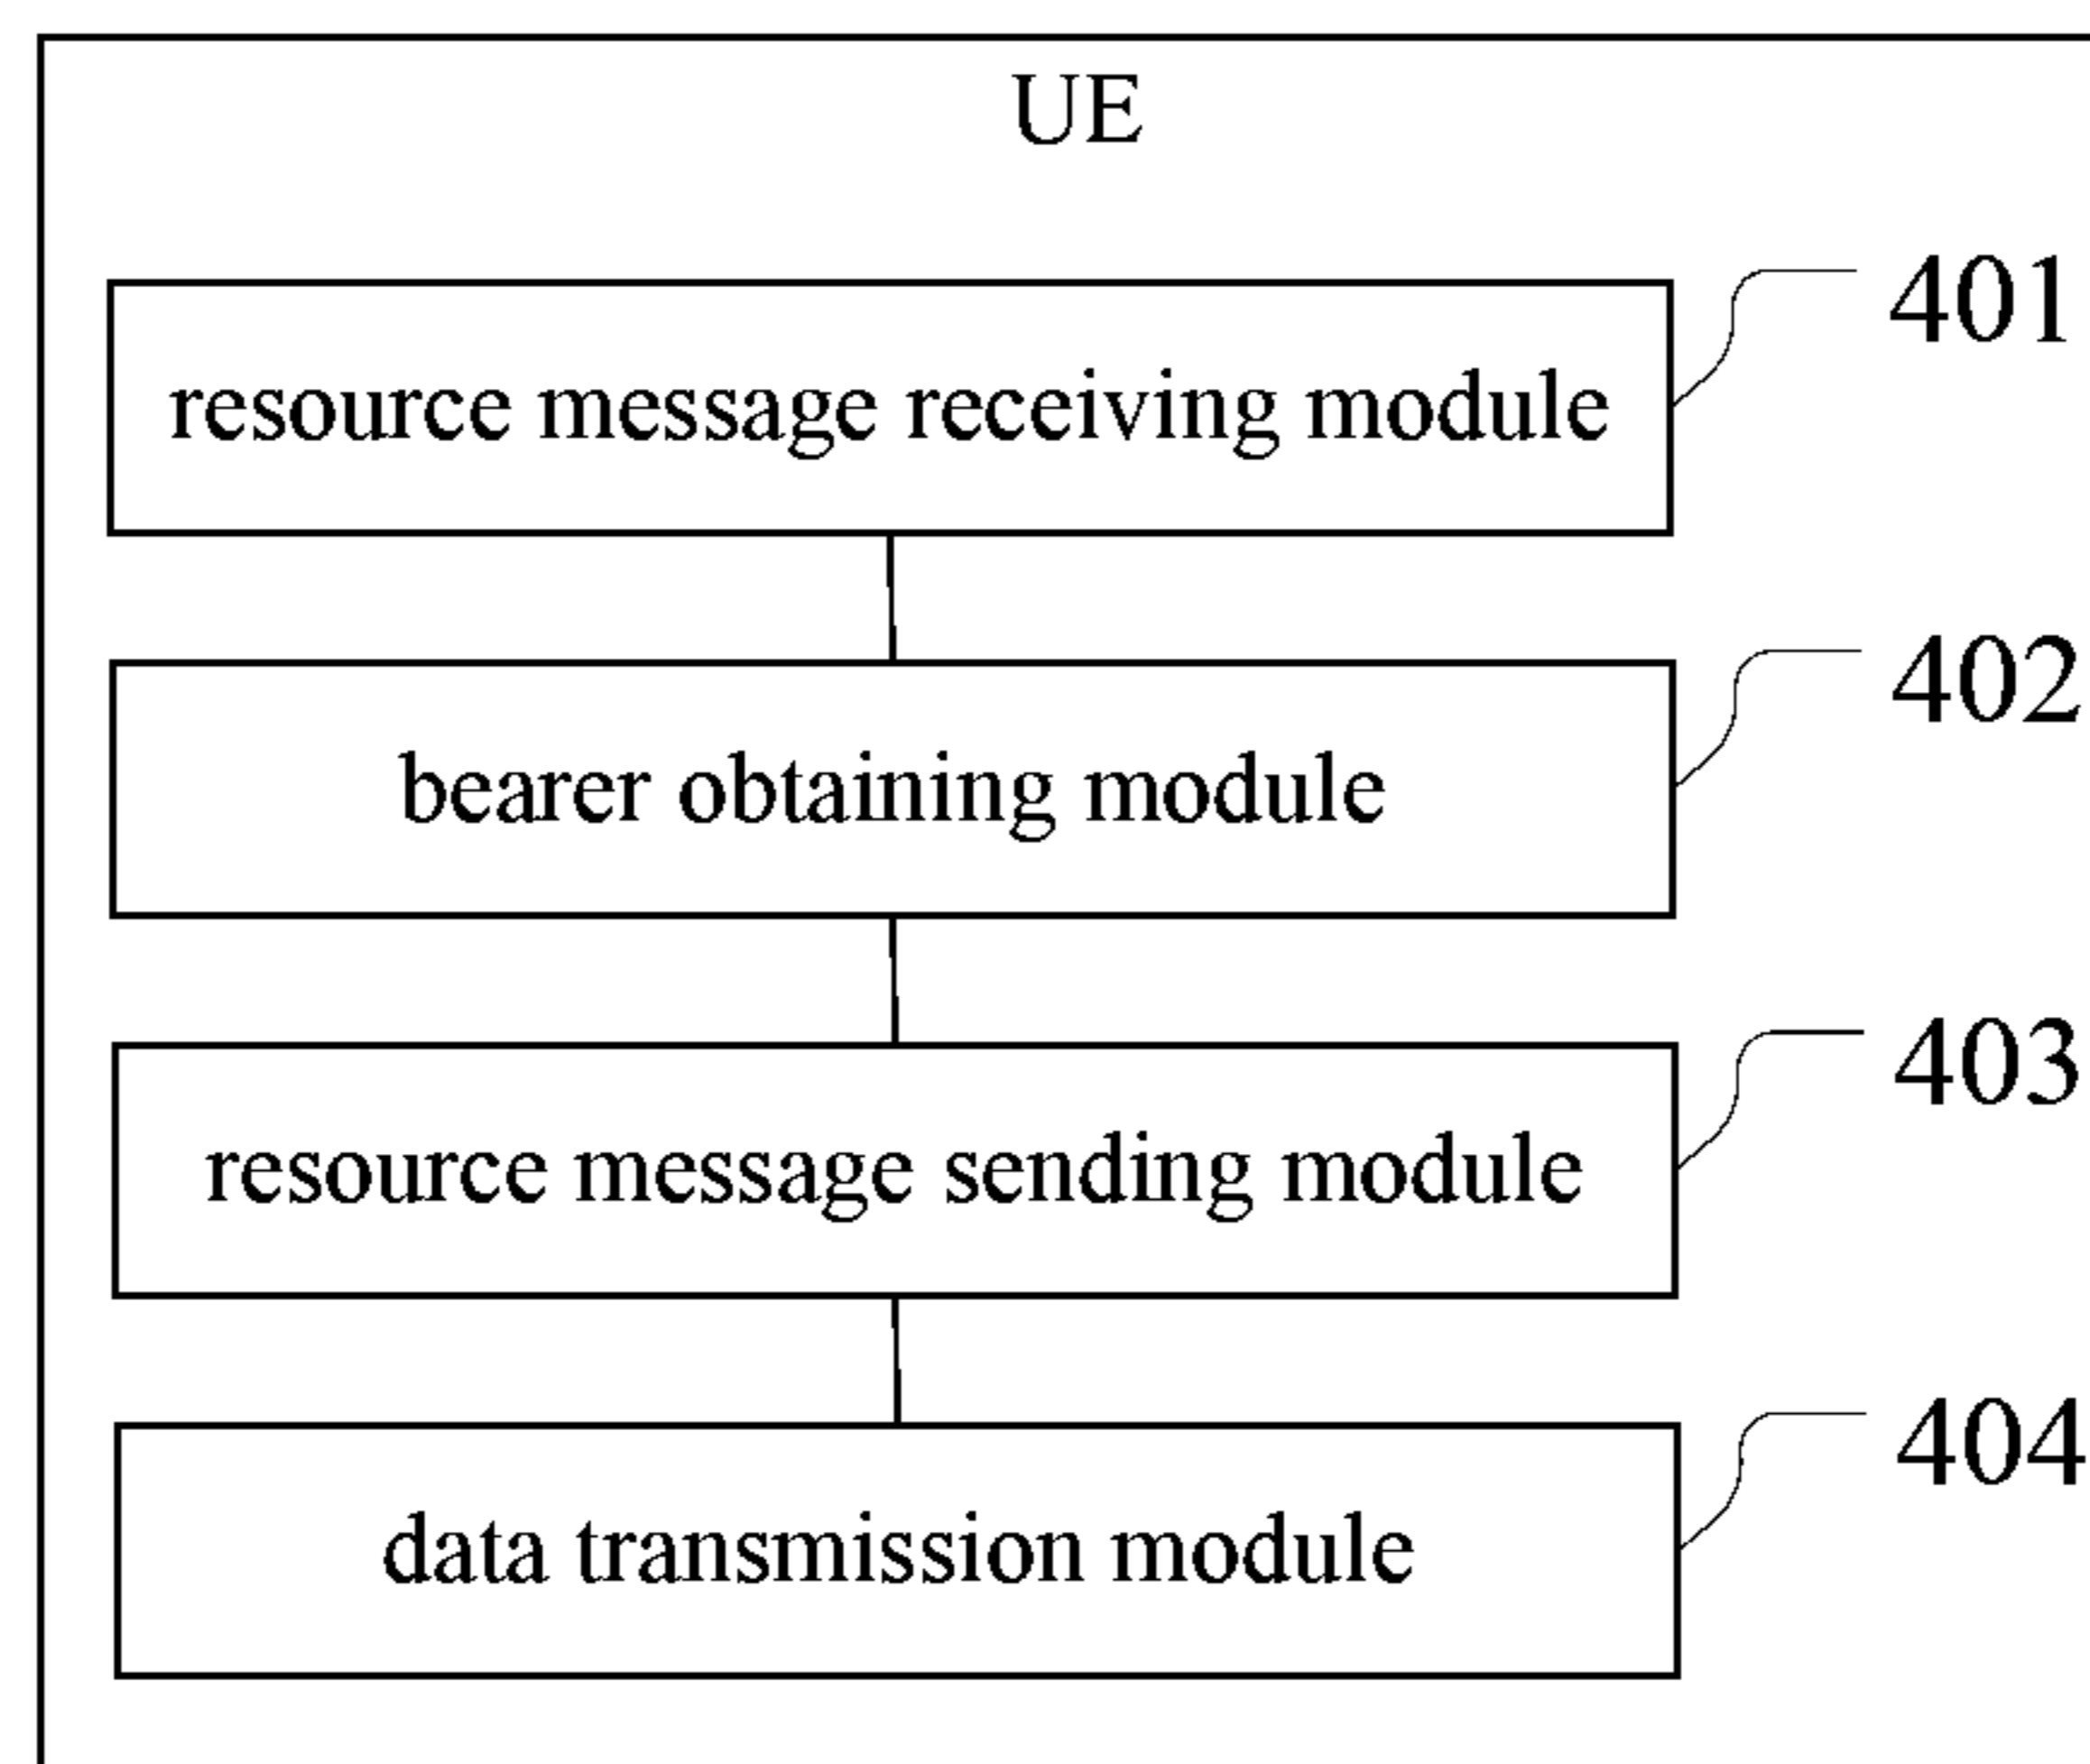 UE
401
resource message receiving module
402
bearer obtaining module
403
resource message sending module
404
data transmission module